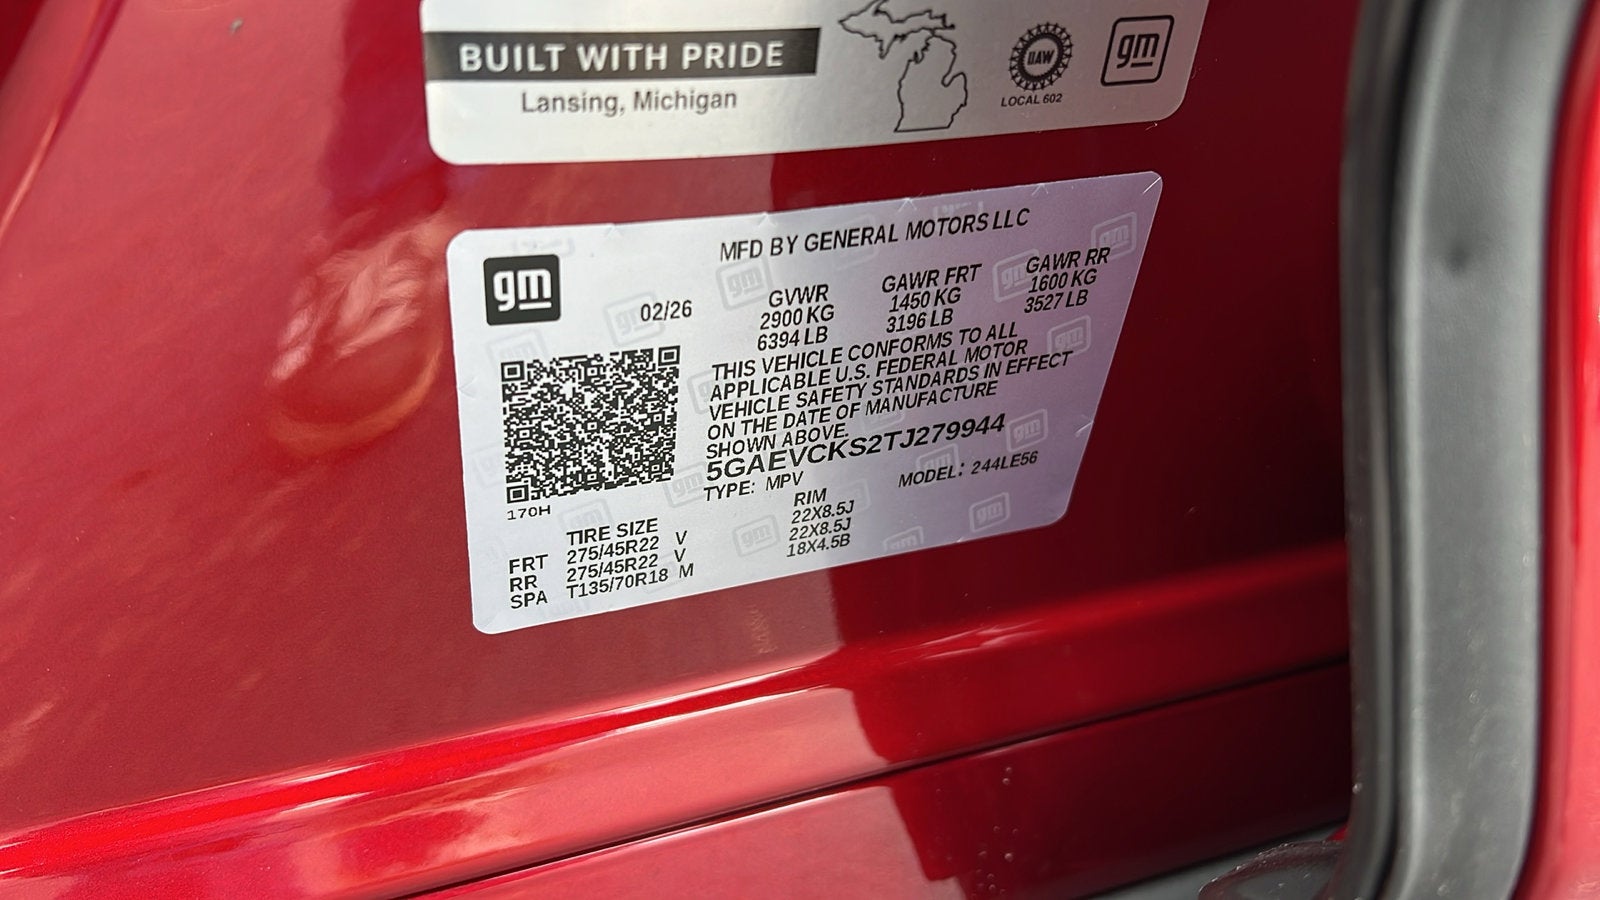 BUILT WITH PRIDE
Lansing, Michigan
UAW
LOCAL 602
gm
MFD BY GENERAL MOTORS LLC
gm
02/26
GVWR
2900 KG
6394 LB
GAWR FRT
1450 KG
3196 LB
GAWR RR
1600 KG
3527 LB
THIS VEHICLE CONFORMS TO ALL
APPLICABLE U.S. FEDERAL MOTOR
VEHICLE SAFETY STANDARDS IN EFFECT
ON THE DATE OF MANUFACTURE
SHOWN ABOVE.
5GAEVCKS2TJ279944
TYPE: MPV MODEL: 244LE56
170H
TIRE SIZE RIM
FRT 275/45R22 V 22X8.5J
RR 275/45R22 V 22X8.5J
SPA T135/70R18 M 18X4.5B